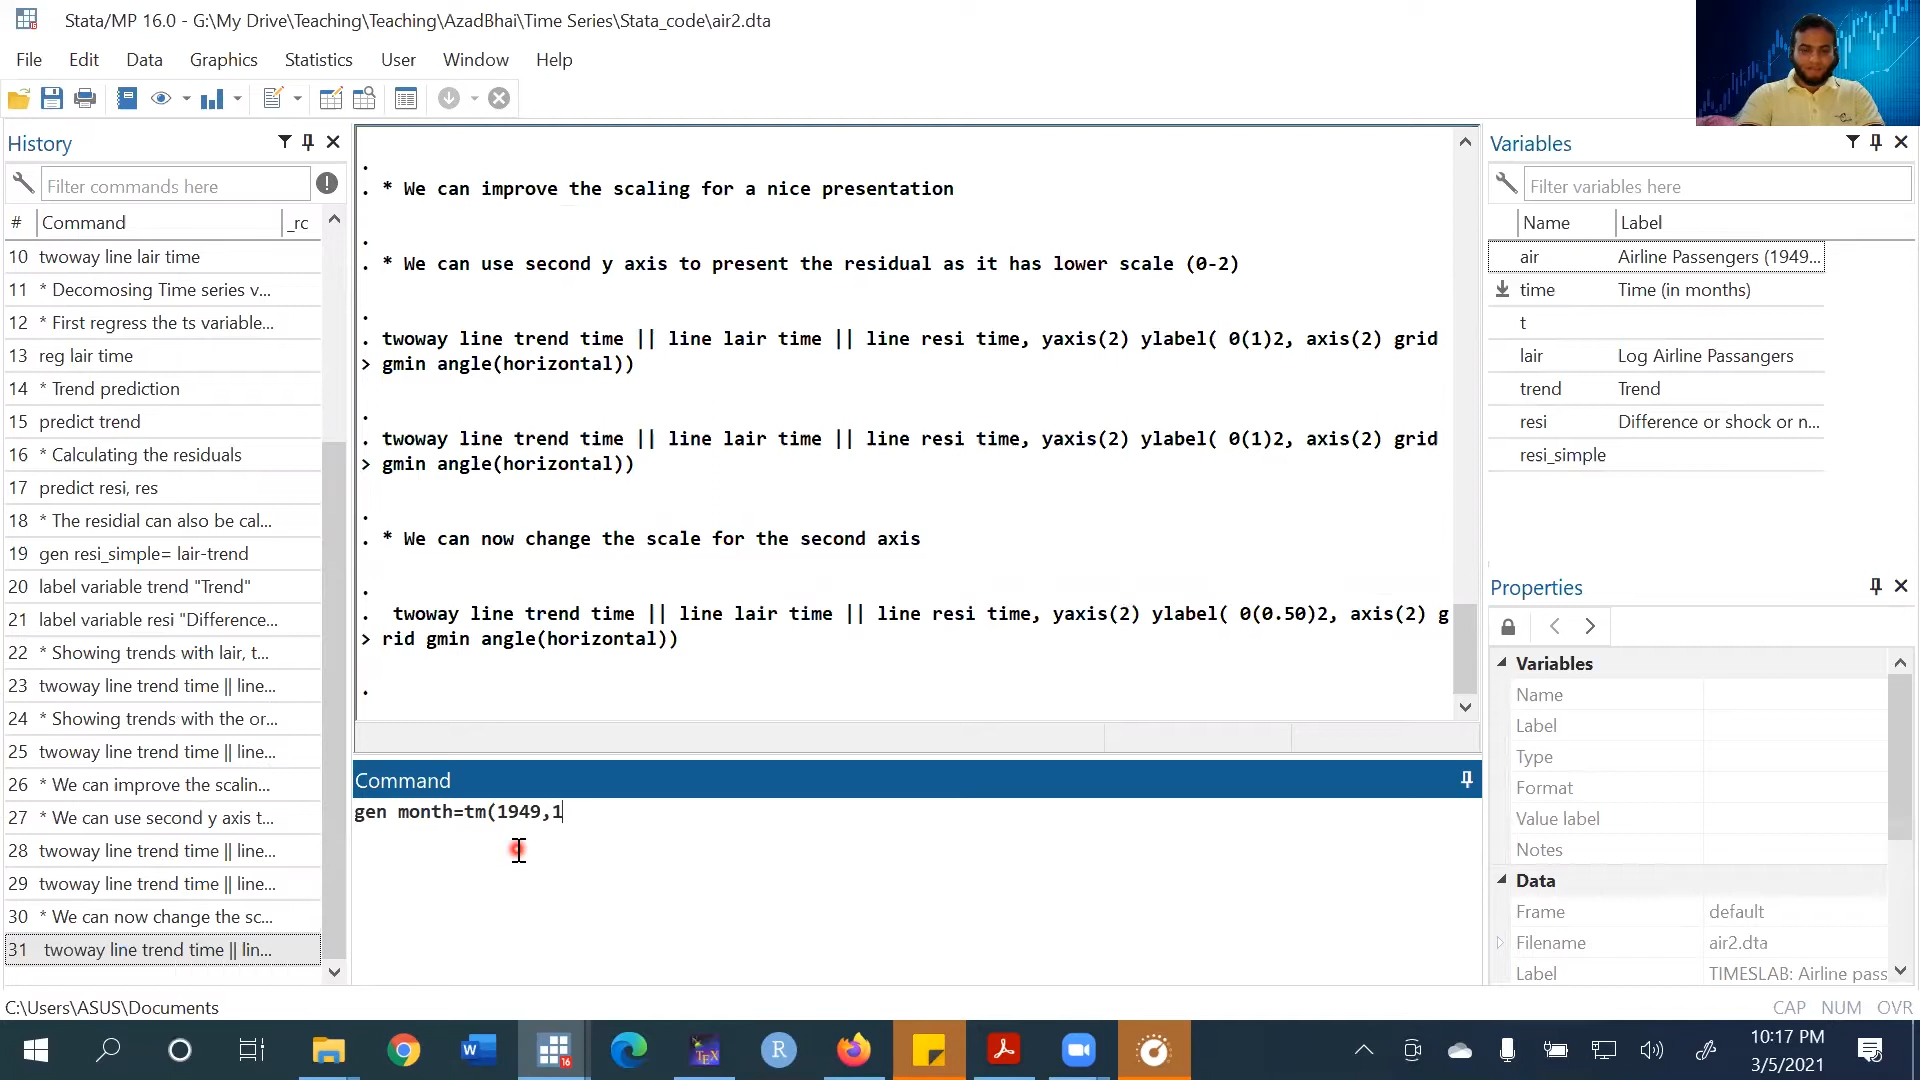 Stata/MP 16.0 - G:\My Drive\Teaching\Teaching\AzadBhai\Time Series\Stata_code\air2.dta
File Edit Data Graphics Statistics User Window Help
History
Filter commands here
# Command _rc
10 twoway line lair time
11 * Decomosing Time series v...
12 * First regress the ts variable...
13 reg lair time
14 * Trend prediction
15 predict trend
16 * Calculating the residuals
17 predict resi, res
18 * The residial can also be cal...
19 gen resi_simple= lair-trend
20 label variable trend "Trend"
21 label variable resi "Difference...
22 * Showing trends with lair, t...
23 twoway line trend time || line...
24 * Showing trends with the or...
25 twoway line trend time || line...
26 * We can improve the scalin...
27 * We can use second y axis t...
28 twoway line trend time || line...
29 twoway line trend time || line...
30 * We can now change the sc...
31 twoway line trend time || lin...
.
. * We can improve the scaling for a nice presentation
.
. * We can use second y axis to present the residual as it has lower scale (0-2)
.
. twoway line trend time || line lair time || line resi time, yaxis(2) ylabel( 0(1)2, axis(2) grid
> gmin angle(horizontal))
.
. twoway line trend time || line lair time || line resi time, yaxis(2) ylabel( 0(1)2, axis(2) grid
> gmin angle(horizontal))
.
. * We can now change the scale for the second axis
.
.  twoway line trend time || line lair time || line resi time, yaxis(2) ylabel( 0(0.50)2, axis(2) g
> rid gmin angle(horizontal))
.
Command
gen month=tm(1949,1
Variables
Filter variables here
Name Label
air Airline Passengers (1949...
time Time (in months)
t
lair Log Airline Passangers
trend Trend
resi Difference or shock or n...
resi_simple
Properties
Variables
Name
Label
Type
Format
Value label
Notes
Data
Frame default
Filename air2.dta
Label TIMESLAB: Airline pass
C:\Users\ASUS\Documents
CAP NUM OVR
W 16 TEX R
10:17 PM
3/5/2021